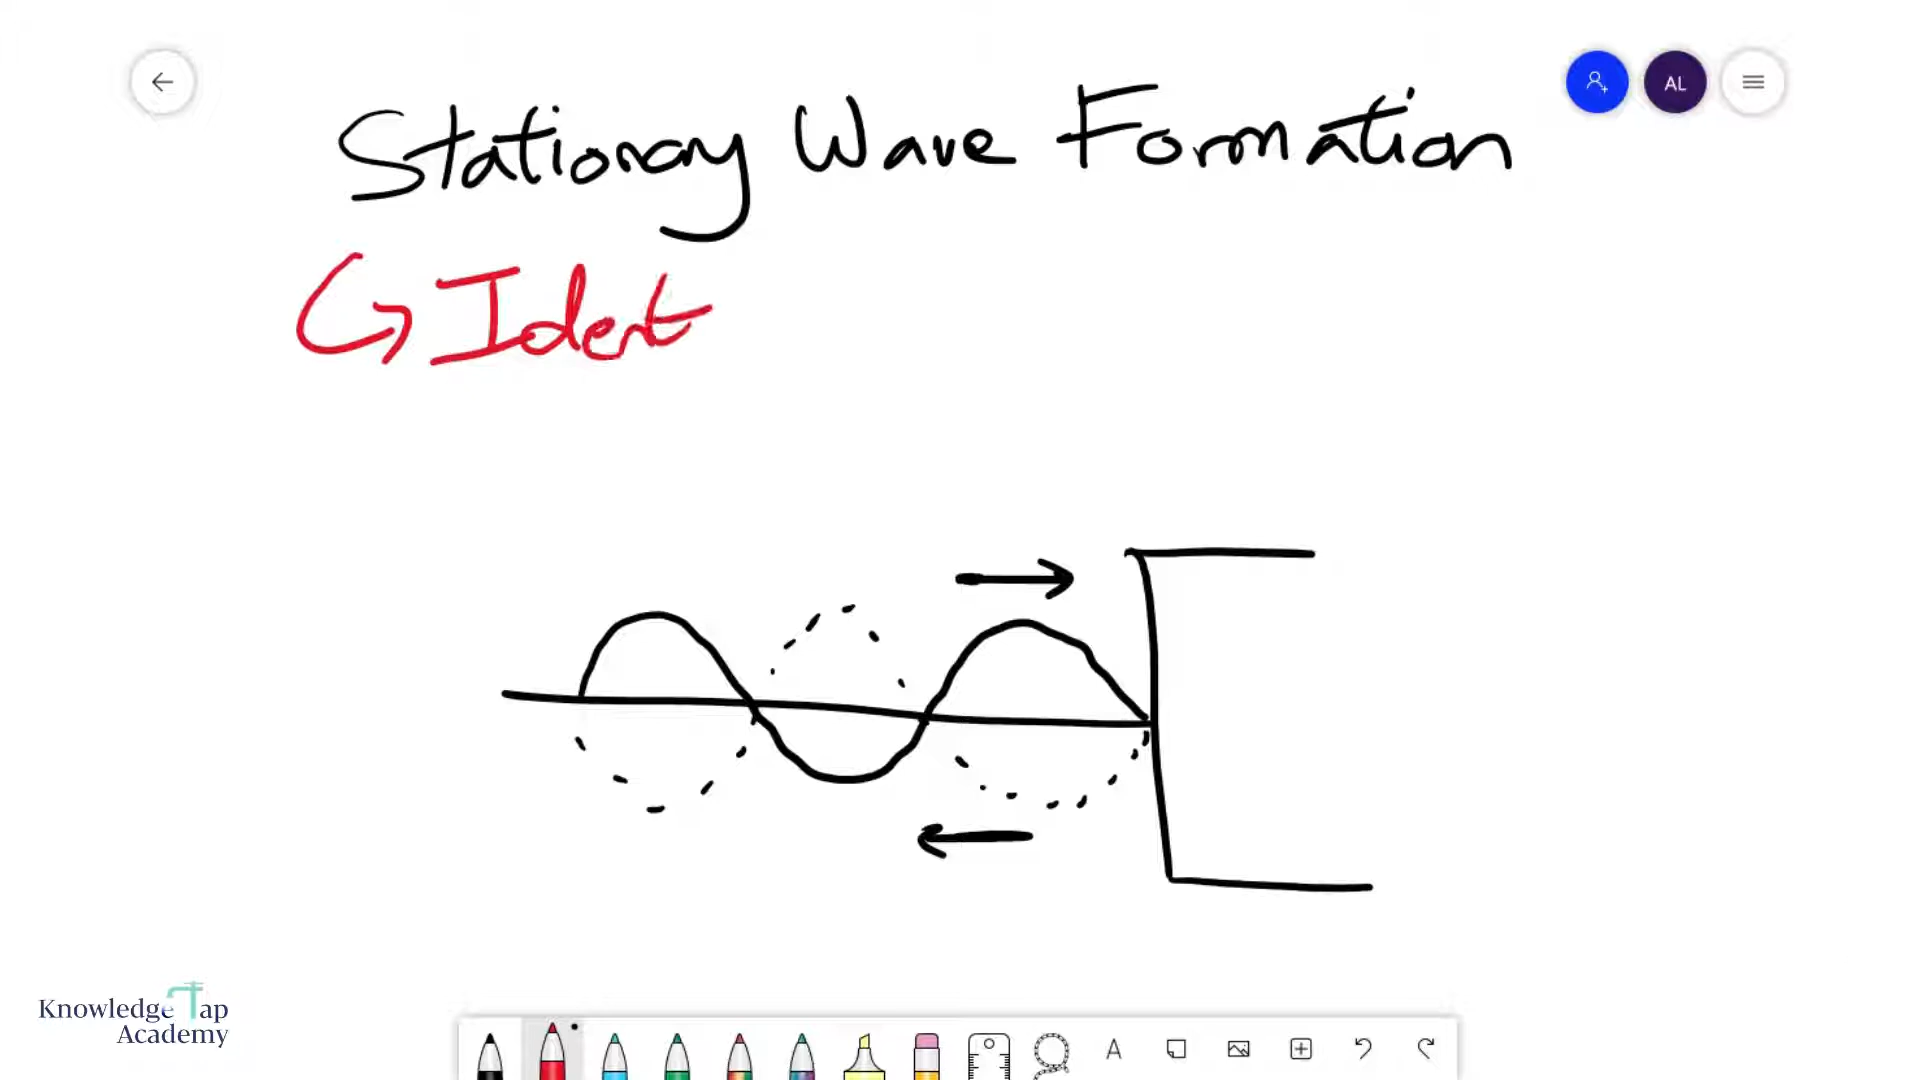 AL
Stationary Wave Formation
Ident
Knowledge Tap
Academy
A